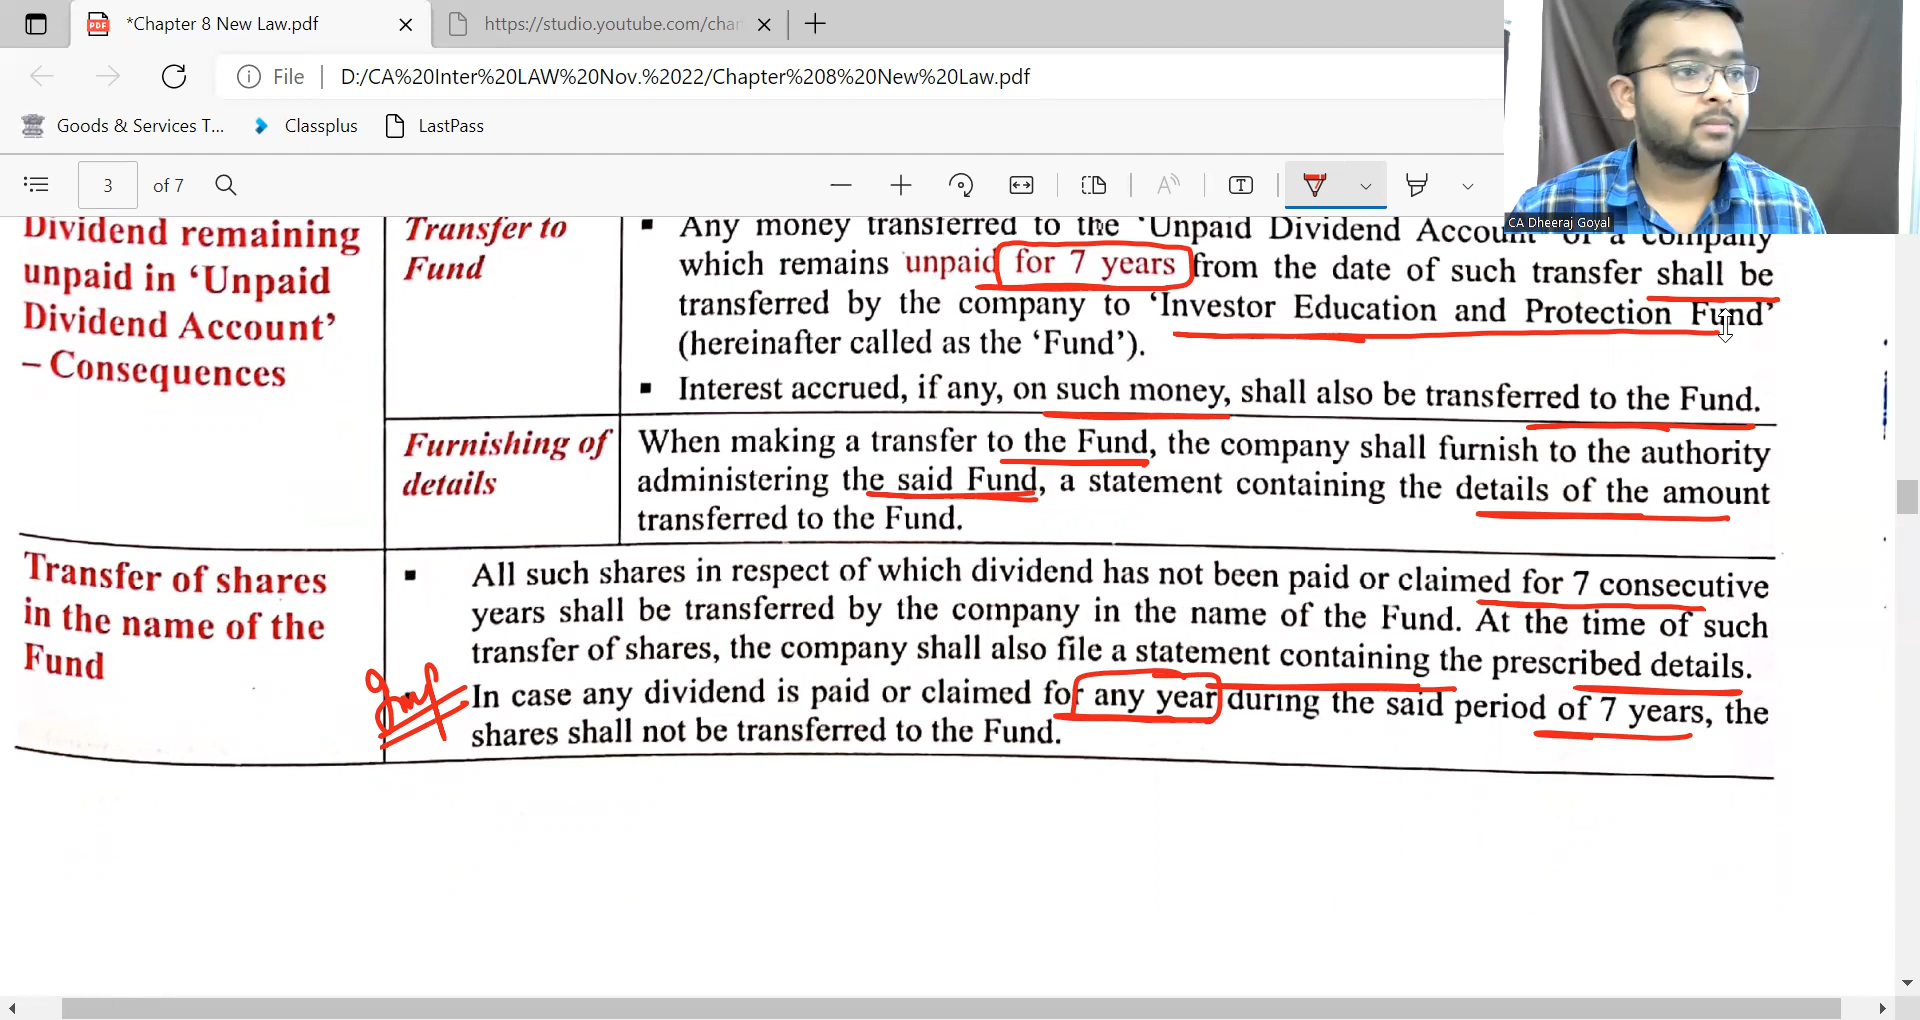 *Chapter 8 New Law.pdf
https://studio.youtube.com/char
File
D:/CA%20Inter%20LAW%20Nov.%2022/Chapter%208%20New%20Law.pdf
Goods & Services T...
Classplus
LastPass
3
of 7
CA Dheeraj Goyal
Dividend remaining
unpaid in ‘Unpaid
Dividend Account’
– Consequences
Transfer to
Fund
▪ Any money transferred to the ‘Unpaid Dividend Account’ of a company
which remains unpaid for 7 years from the date of such transfer shall be
transferred by the company to ‘Investor Education and Protection Fund’
(hereinafter called as the ‘Fund’).
▪ Interest accrued, if any, on such money, shall also be transferred to the Fund.
Furnishing of
details
When making a transfer to the Fund, the company shall furnish to the authority
administering the said Fund, a statement containing the details of the amount
transferred to the Fund.
Transfer of shares
in the name of the
Fund
▪ All such shares in respect of which dividend has not been paid or claimed for 7 consecutive
years shall be transferred by the company in the name of the Fund. At the time of such
transfer of shares, the company shall also file a statement containing the prescribed details.
Imp
In case any dividend is paid or claimed for any year during the said period of 7 years, the
shares shall not be transferred to the Fund.